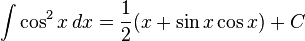 ∫ cos² x dx = 1/2 (x + sin x cos x) + C